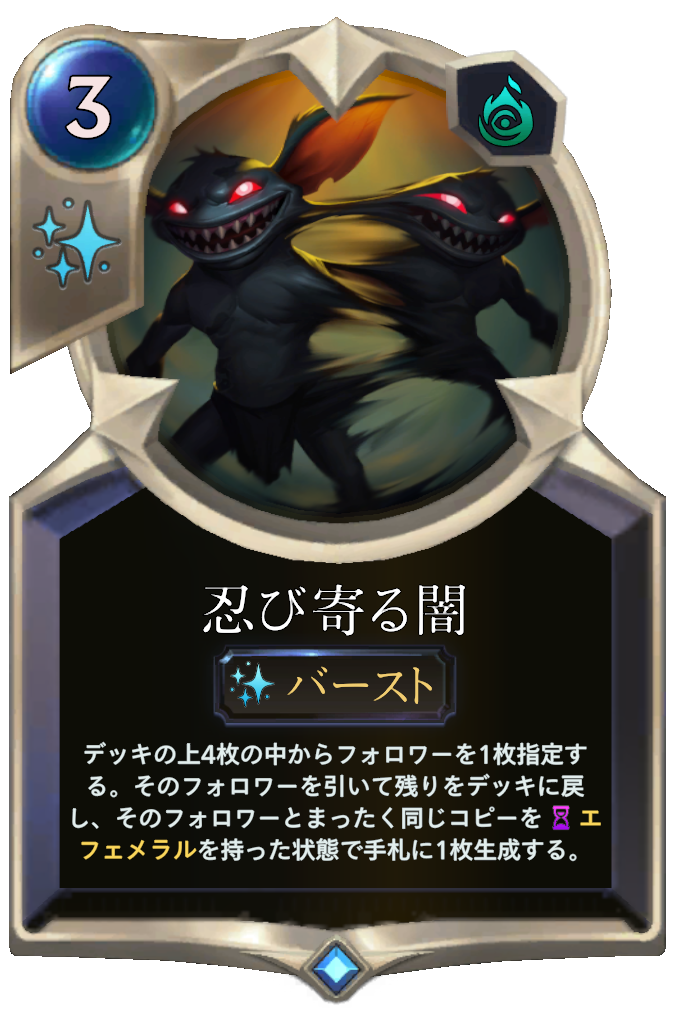 3
忍び寄る闇
バースト
デッキの上4枚の中からフォロワーを1枚指定す
る。そのフォロワーを引いて残りをデッキに戻
し、そのフォロワーとまったく同じコピーを エ
フェメラルを持った状態で手札に1枚生成する。